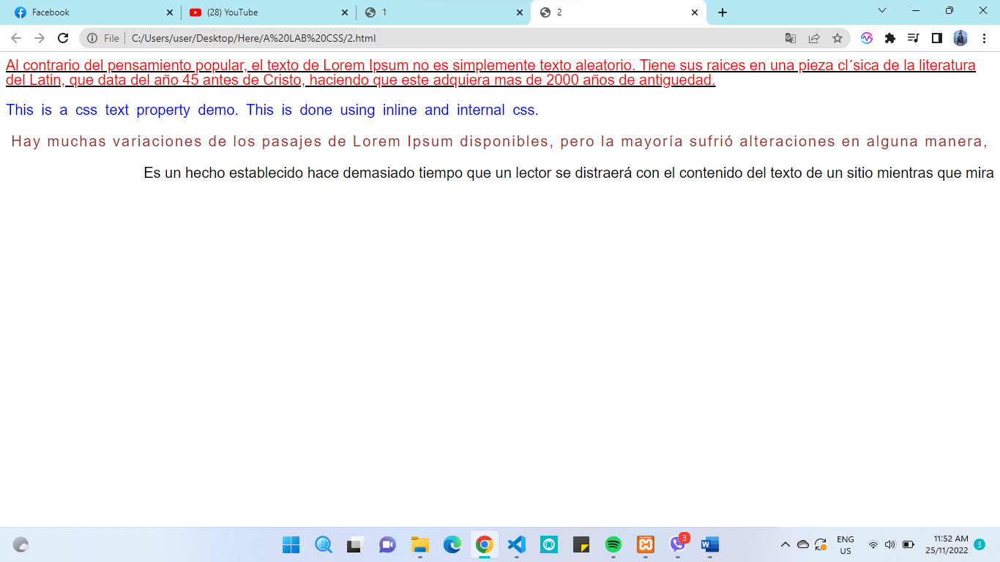 Facebook
(28) YouTube
1
2
File
C:/Users/user/Desktop/Here/A%20LAB%20CSS/2.html
Al contrario del pensamiento popular, el texto de Lorem Ipsum no es simplemente texto aleatorio. Tiene sus raices en una pieza cl´sica de la literatura
del Latin, que data del año 45 antes de Cristo, haciendo que este adquiera mas de 2000 años de antiguedad.
This is a css text property demo. This is done using inline and internal css.
Hay muchas variaciones de los pasajes de Lorem Ipsum disponibles, pero la mayoría sufrió alteraciones en alguna manera,
Es un hecho establecido hace demasiado tiempo que un lector se distraerá con el contenido del texto de un sitio mientras que mira
3
ENG
US
11:52 AM
25/11/2022
3